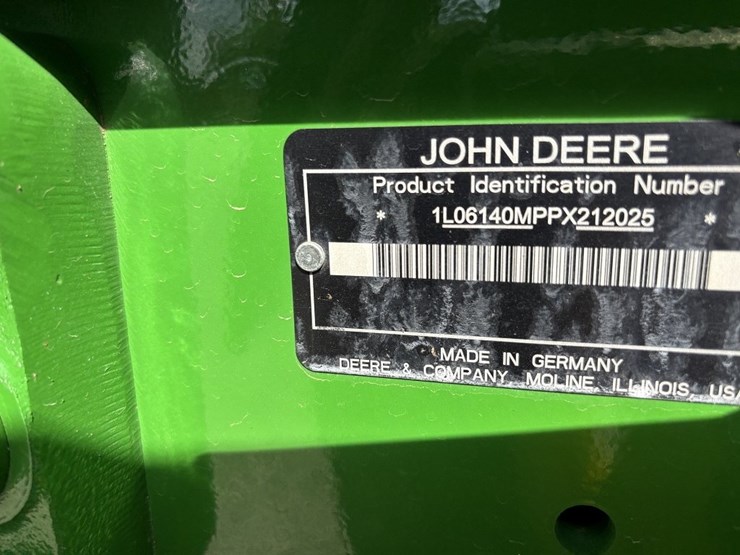 JOHN DEERE
Product Identification Number
* 1L06140MPPX212025 *
MADE IN GERMANY
DEERE & COMPANY MOLINE, ILLINOIS, USA